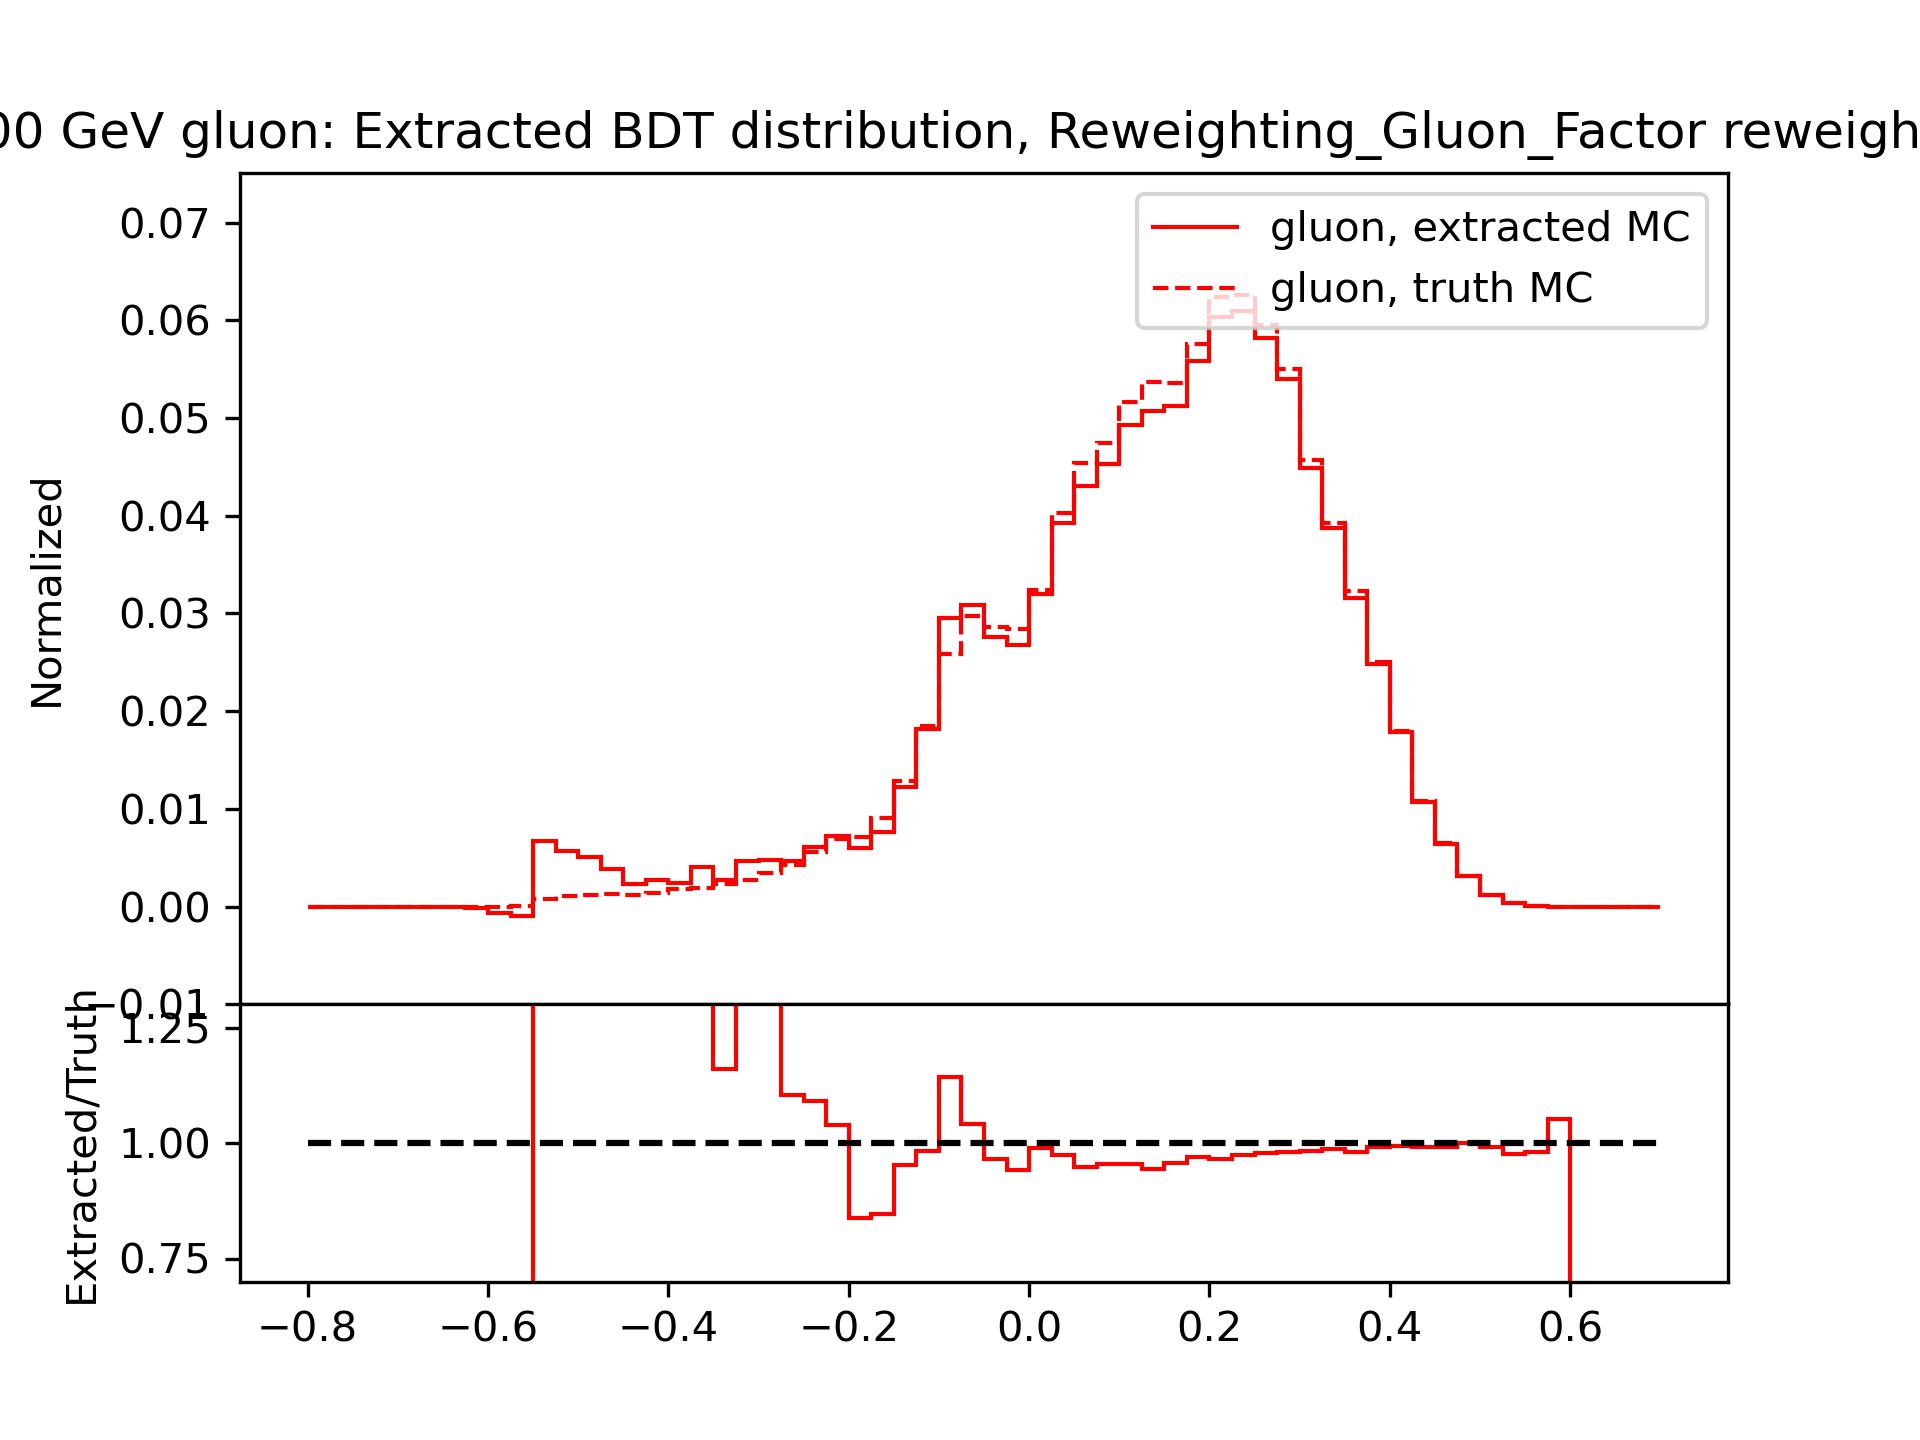 00 GeV gluon: Extracted BDT distribution, Reweighting_Gluon_Factor reweigh
gluon, extracted MC
gluon, truth MC
Normalized
0.07
0.06
0.05
0.04
0.03
0.02
0.01
0.00
−0.01
Extracted/Truth
1.25
1.00
0.75
−0.8 −0.6 −0.4 −0.2 0.0 0.2 0.4 0.6